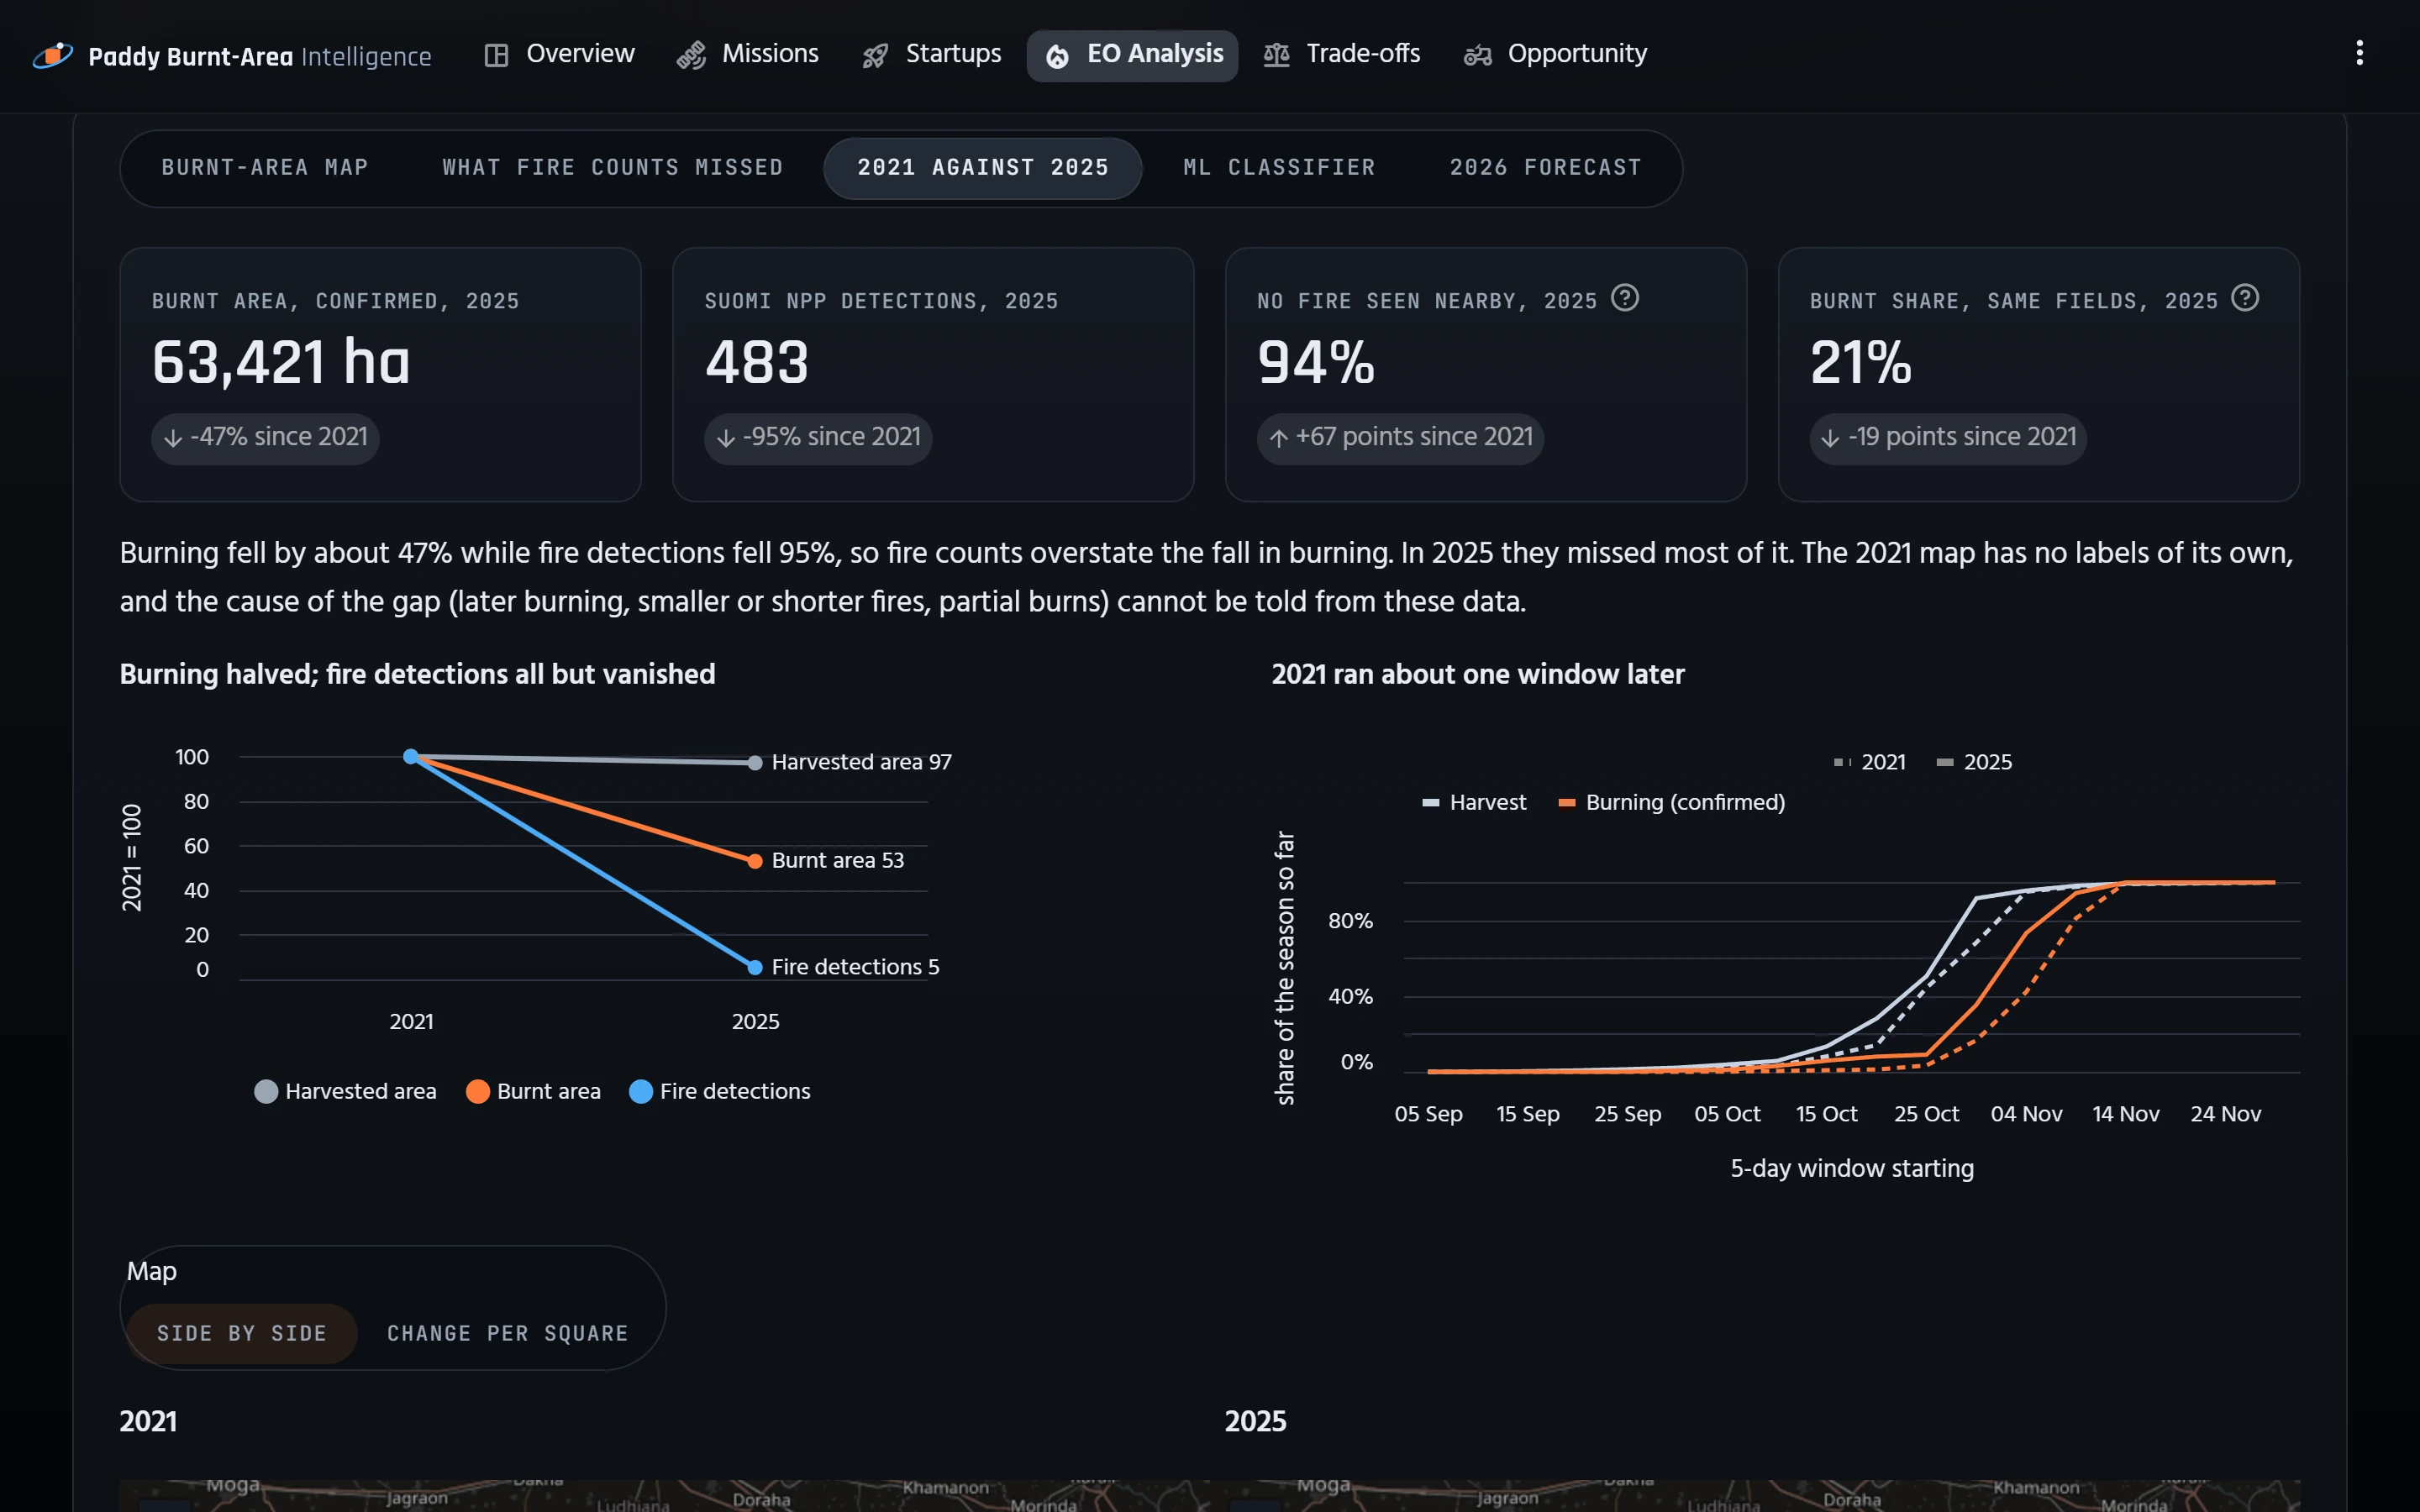 Paddy Burnt-Area Intelligence
Overview
Missions
Startups
EO Analysis
Trade-offs
Opportunity
BURNT-AREA MAP
WHAT FIRE COUNTS MISSED
2021 AGAINST 2025
ML CLASSIFIER
2026 FORECAST
BURNT AREA, CONFIRMED, 2025
63,421 ha
↓ -47% since 2021
SUOMI NPP DETECTIONS, 2025
483
↓ -95% since 2021
NO FIRE SEEN NEARBY, 2025 ?
94%
↑ +67 points since 2021
BURNT SHARE, SAME FIELDS, 2025 ?
21%
↓ -19 points since 2021
Burning fell by about 47% while fire detections fell 95%, so fire counts overstate the fall in burning. In 2025 they missed most of it. The 2021 map has no labels of its own,
and the cause of the gap (later burning, smaller or shorter fires, partial burns) cannot be told from these data.
Burning halved; fire detections all but vanished
2021 = 100
100
80
60
40
20
0
Harvested area 97
Burnt area 53
Fire detections 5
2021
2025
Harvested area
Burnt area
Fire detections
2021 ran about one window later
2021
2025
Harvest
Burning (confirmed)
share of the season so far
80%
40%
0%
05 Sep
15 Sep
25 Sep
05 Oct
15 Oct
25 Oct
04 Nov
14 Nov
24 Nov
5-day window starting
Map
SIDE BY SIDE
CHANGE PER SQUARE
2021
Moga
Jagraon
Ludhiana
Doraha
Khamanon
Morinda
2025
Moga
Jagraon
Ludhiana
Doraha
Khamanon
Morinda